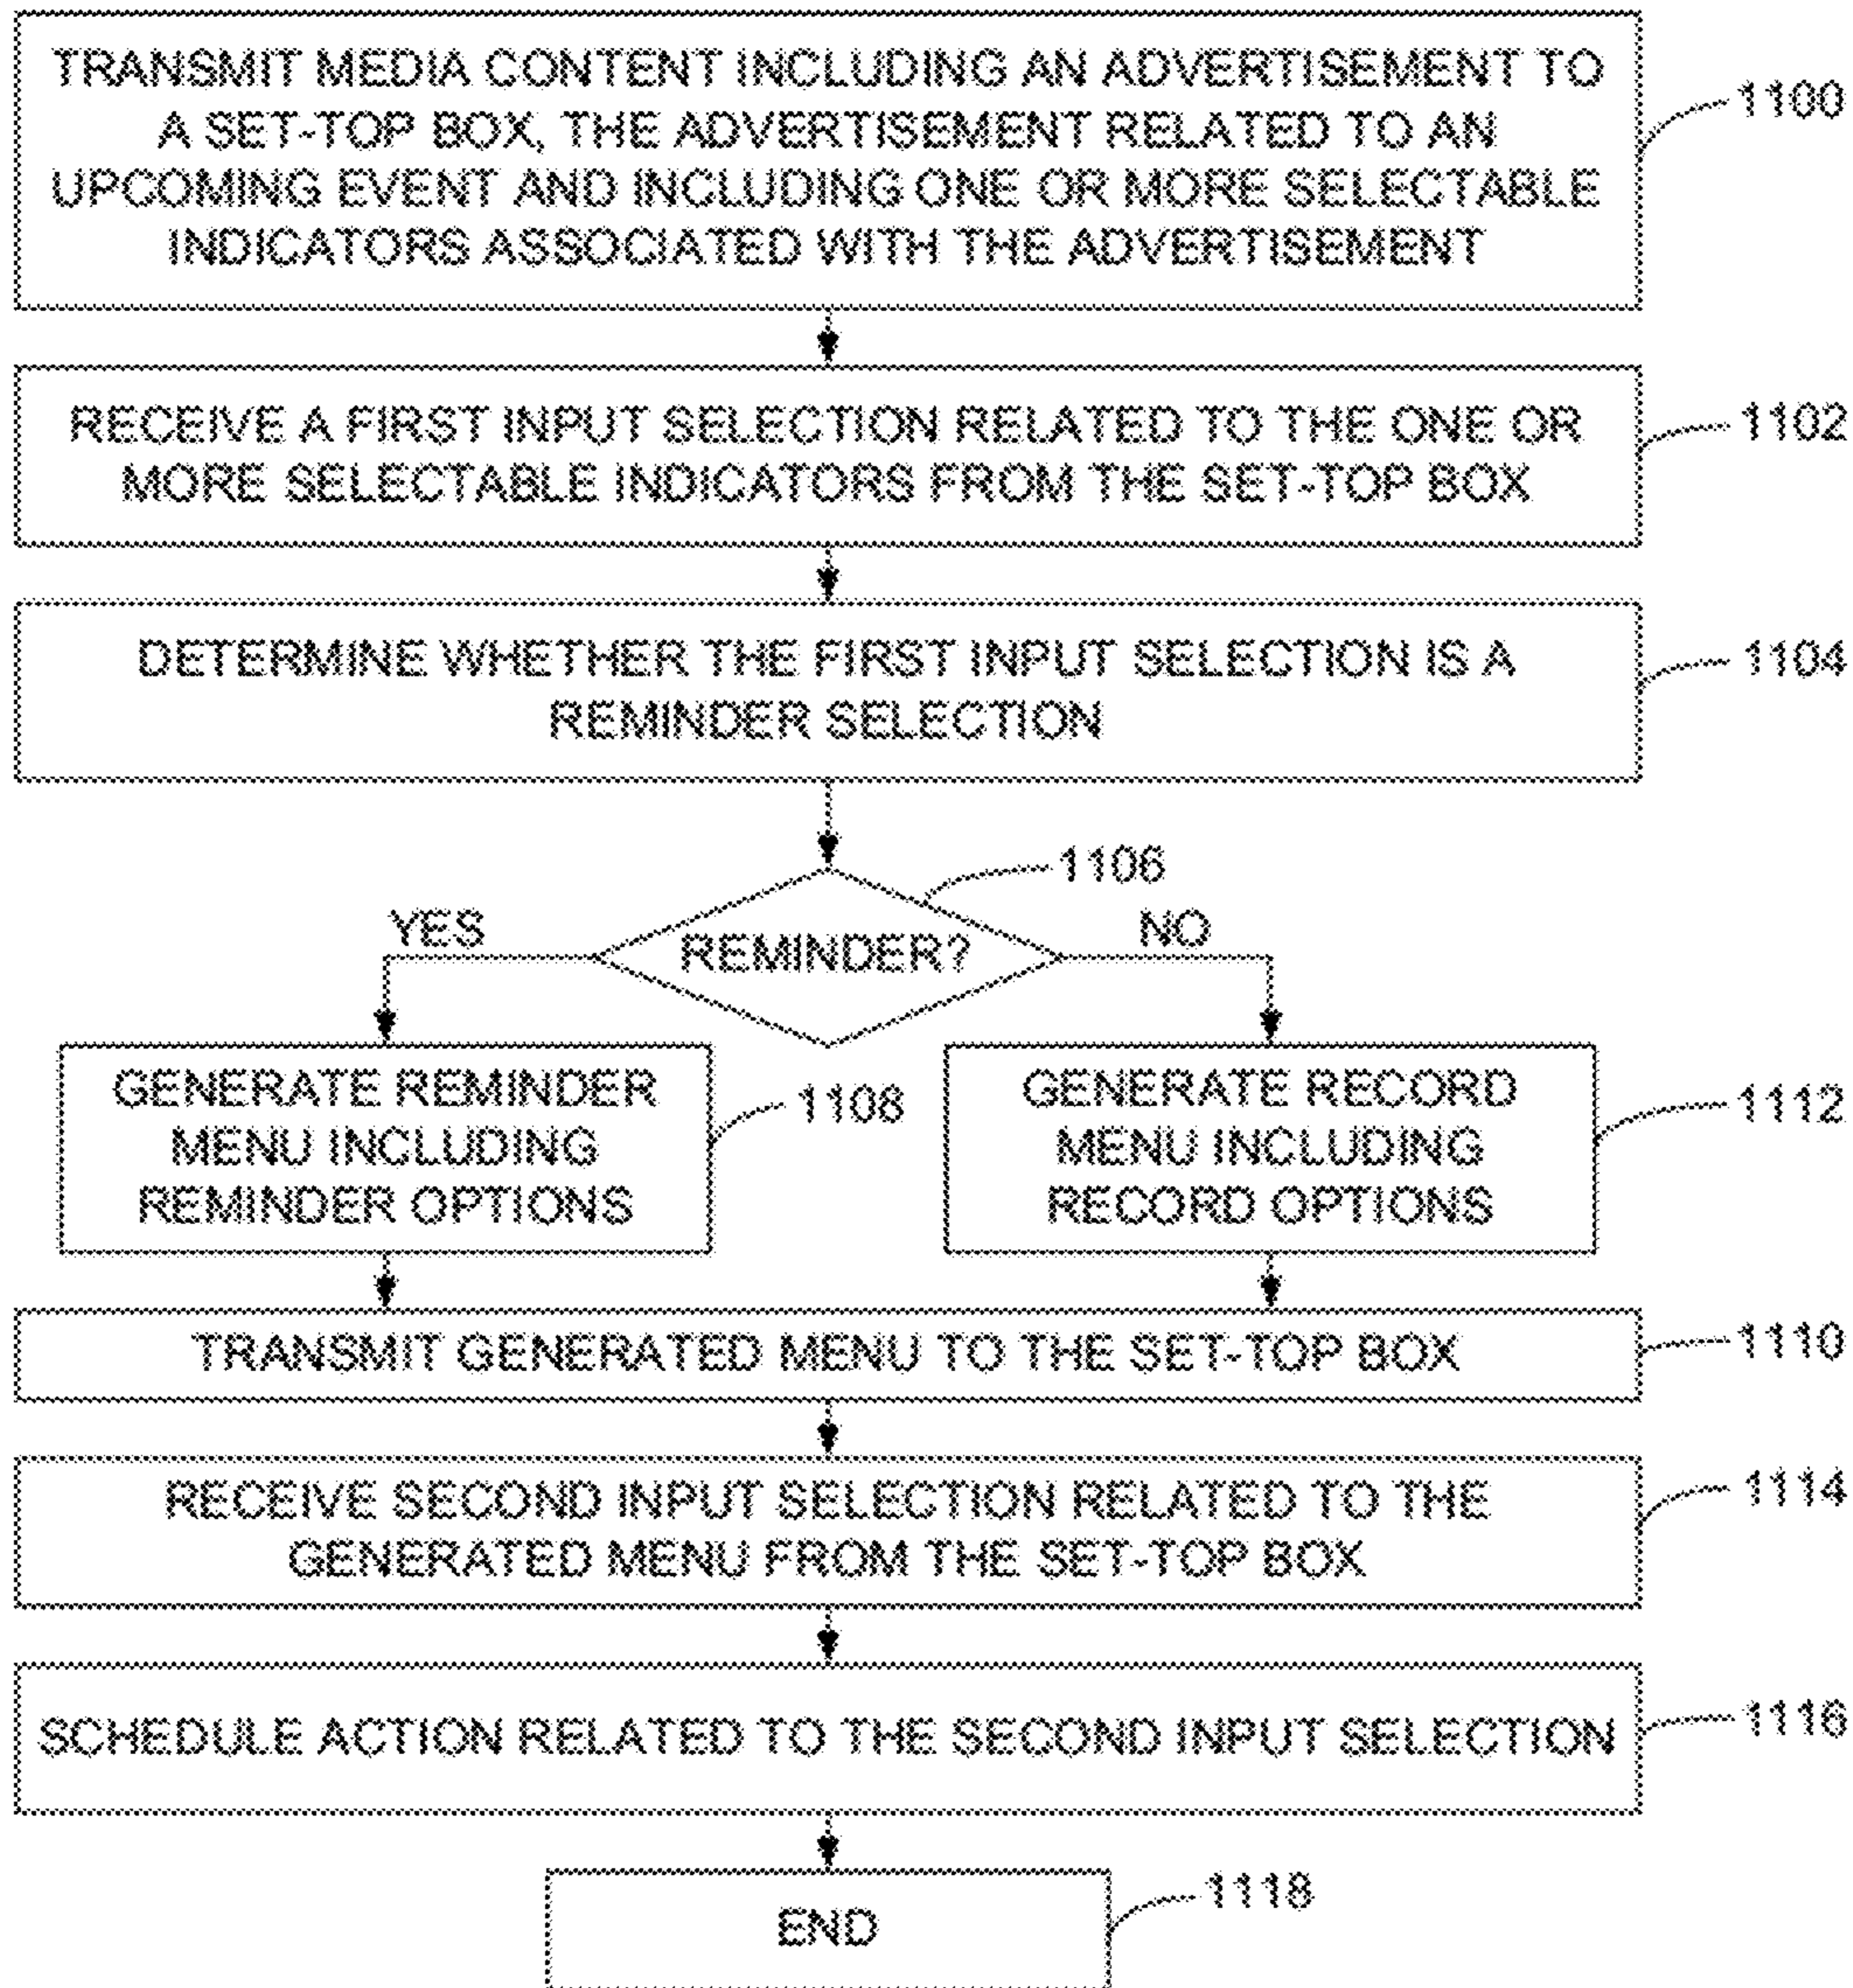 TRANSMIT MEDIA CONTENT INCLUDING AN ADVERTISEMENT TO
A SET-TOP BOX, THE ADVERTISEMENT RELATED TO AN
UPCOMING EVENT AND INCLUDING ONE OR MORE SELECTABLE
INDICATORS ASSOCIATED WITH THE ADVERTISEMENT
1100
RECEIVE A FIRST INPUT SELECTION RELATED TO THE ONE OR
MORE SELECTABLE INDICATORS FROM THE SET-TOP BOX
1102
DETERMINE WHETHER THE FIRST INPUT SELECTION IS A
REMINDER SELECTION
1104
1106
YES
REMINDER?
NO
GENERATE REMINDER
MENU INCLUDING
REMINDER OPTIONS
1108
GENERATE RECORD
MENU INCLUDING
RECORD OPTIONS
1112
TRANSMIT GENERATED MENU TO THE SET-TOP BOX
1110
RECEIVE SECOND INPUT SELECTION RELATED TO THE
GENERATED MENU FROM THE SET-TOP BOX
1114
SCHEDULE ACTION RELATED TO THE SECOND INPUT SELECTION
1116
END
1118